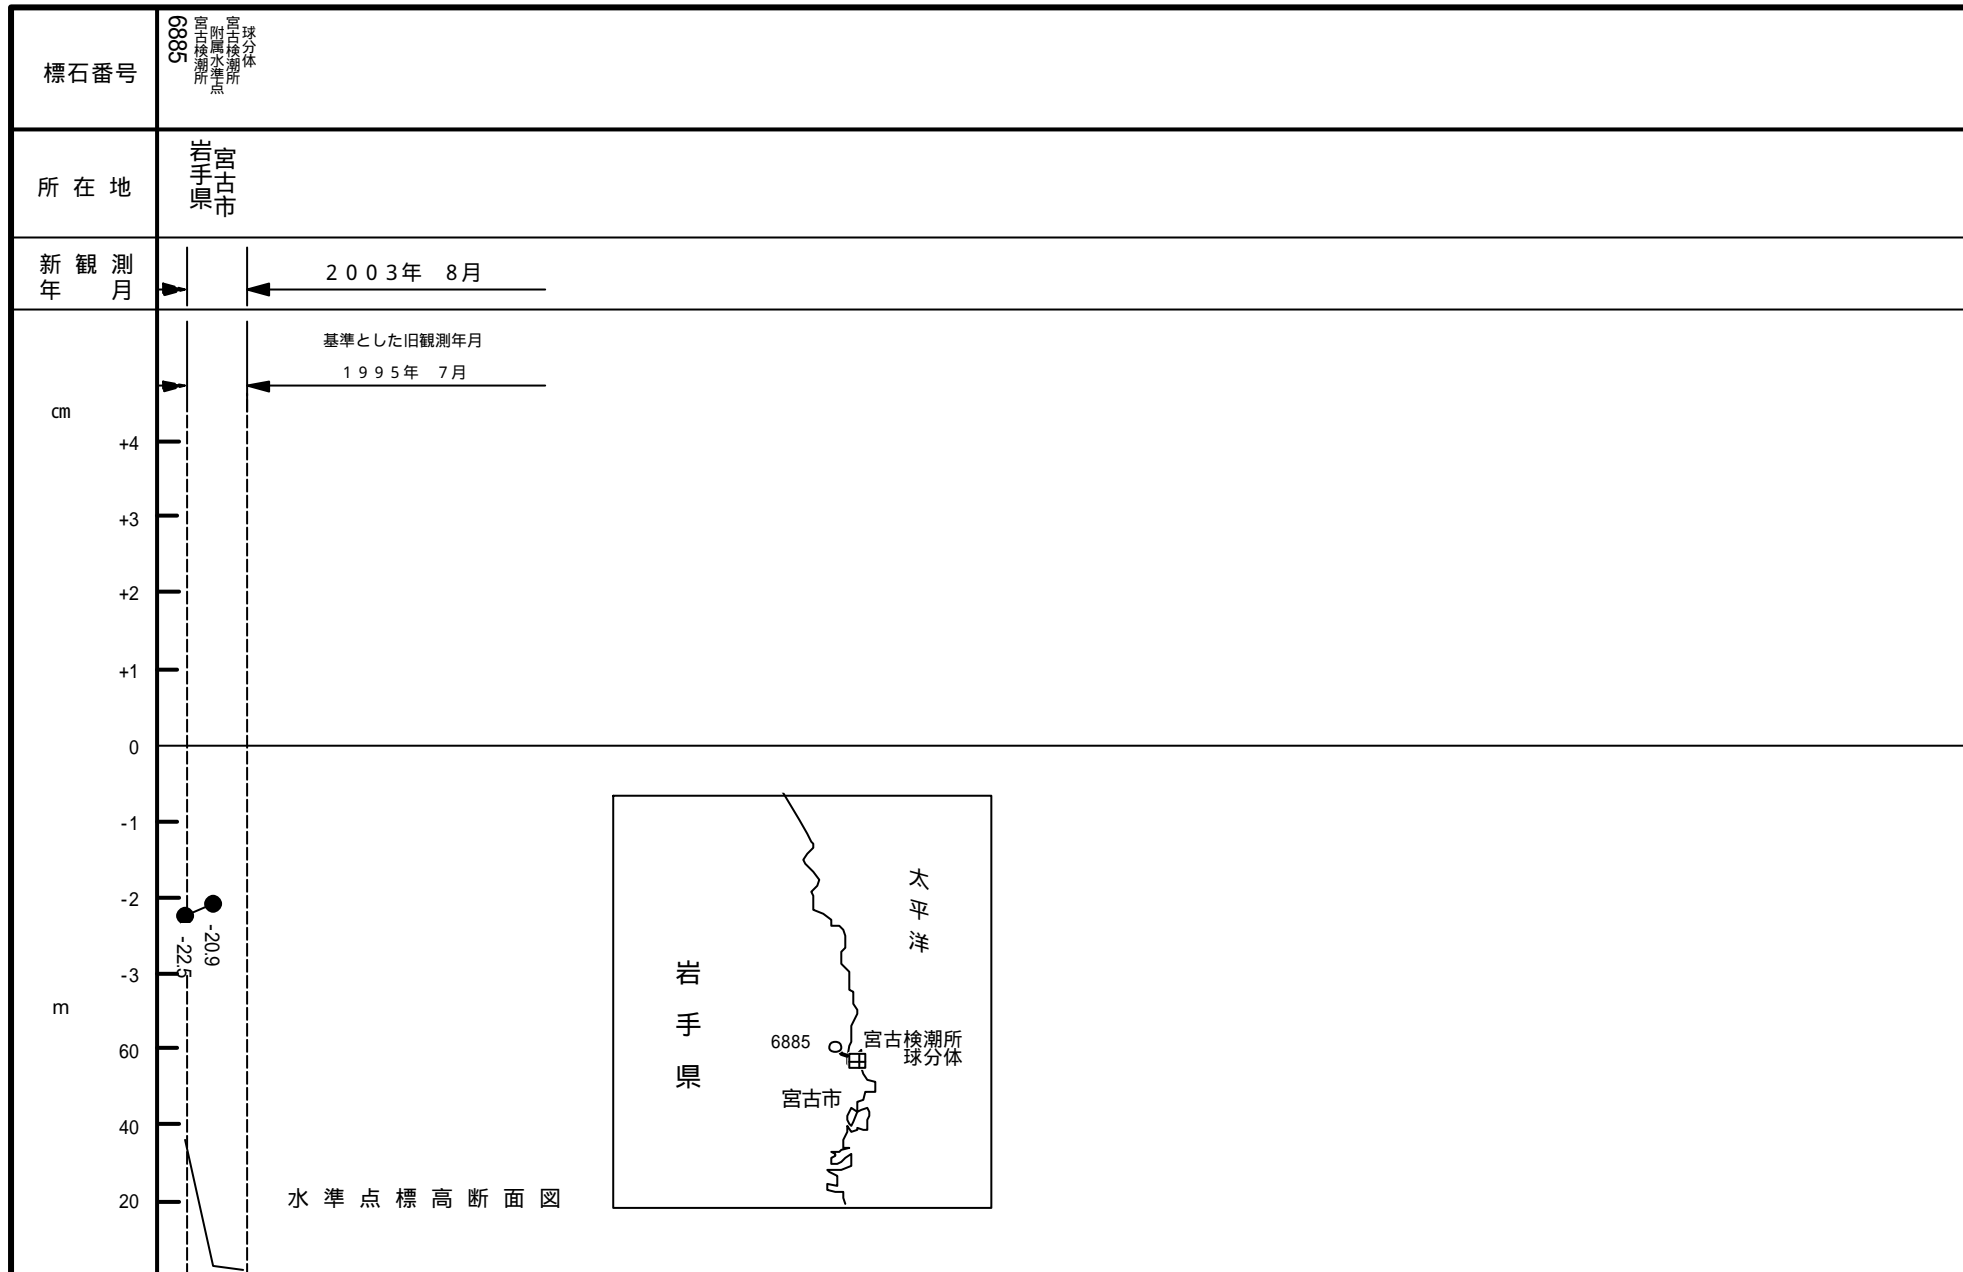 標石番号
6885
宮古検潮所
附属水準点
宮古検潮所
球分体
所 在 地
岩手県
宮古市
新 観 測
年 月
2003年 8月
基準とした旧観測年月
1995年 7月
cm
+4
+3
+2
+1
0
-1
-2
-3
-22.5
-20.9
m
60
40
20
水準点標高断面図
岩手県
太平洋
6885
宮古検潮所
球分体
宮古市